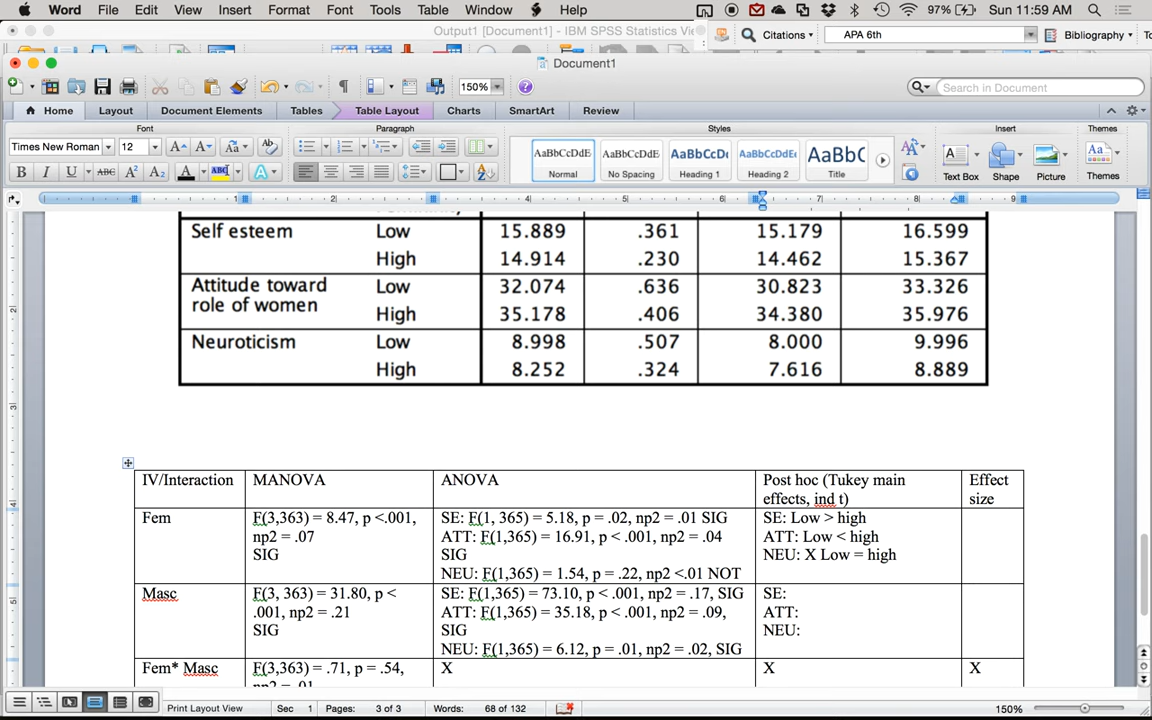 Word File Edit View Insert Format Font Tools Table Window Help 97% Sun 11:59 AM
Output1 [Document1] - IBM SPSS Statistics Vie
Citations APA 6th Bibliography To
Document1
150% Search in Document
Home Layout Document Elements Tables Table Layout Charts SmartArt Review
Font Paragraph Styles Insert Themes
Times New Roman 12
AaBbCcDdE AaBbCcDdE AaBbCcDc AaBbCcDdEe AaBbC
Normal No Spacing Heading 1 Heading 2 Title Text Box Shape Picture Themes
Self esteem Low 15.889 .361 15.179 16.599
High 14.914 .230 14.462 15.367
Attitude toward Low 32.074 .636 30.823 33.326
role of women High 35.178 .406 34.380 35.976
Neuroticism Low 8.998 .507 8.000 9.996
High 8.252 .324 7.616 8.889
IV/Interaction MANOVA ANOVA Post hoc (Tukey main Effect
effects, ind t) size
Fem F(3,363) = 8.47, p <.001, SE: F(1, 365) = 5.18, p = .02, np2 = .01 SIG SE: Low > high
np2 = .07 ATT: F(1,365) = 16.91, p < .001, np2 = .04 ATT: Low < high
SIG SIG NEU: X Low = high
NEU: F(1,365) = 1.54, p = .22, np2 <.01 NOT
Masc F(3, 363) = 31.80, p < SE: F(1,365) = 73.10, p < .001, np2 = .17, SIG SE:
.001, np2 = .21 ATT: F(1,365) = 35.18, p < .001, np2 = .09, ATT:
SIG SIG NEU:
NEU: F(1,365) = 6.12, p = .01, np2 = .02, SIG
Fem* Masc F(3,363) = .71, p = .54, X X X
np2 = .01
Print Layout View Sec 1 Pages: 3 of 3 Words: 68 of 132 150%